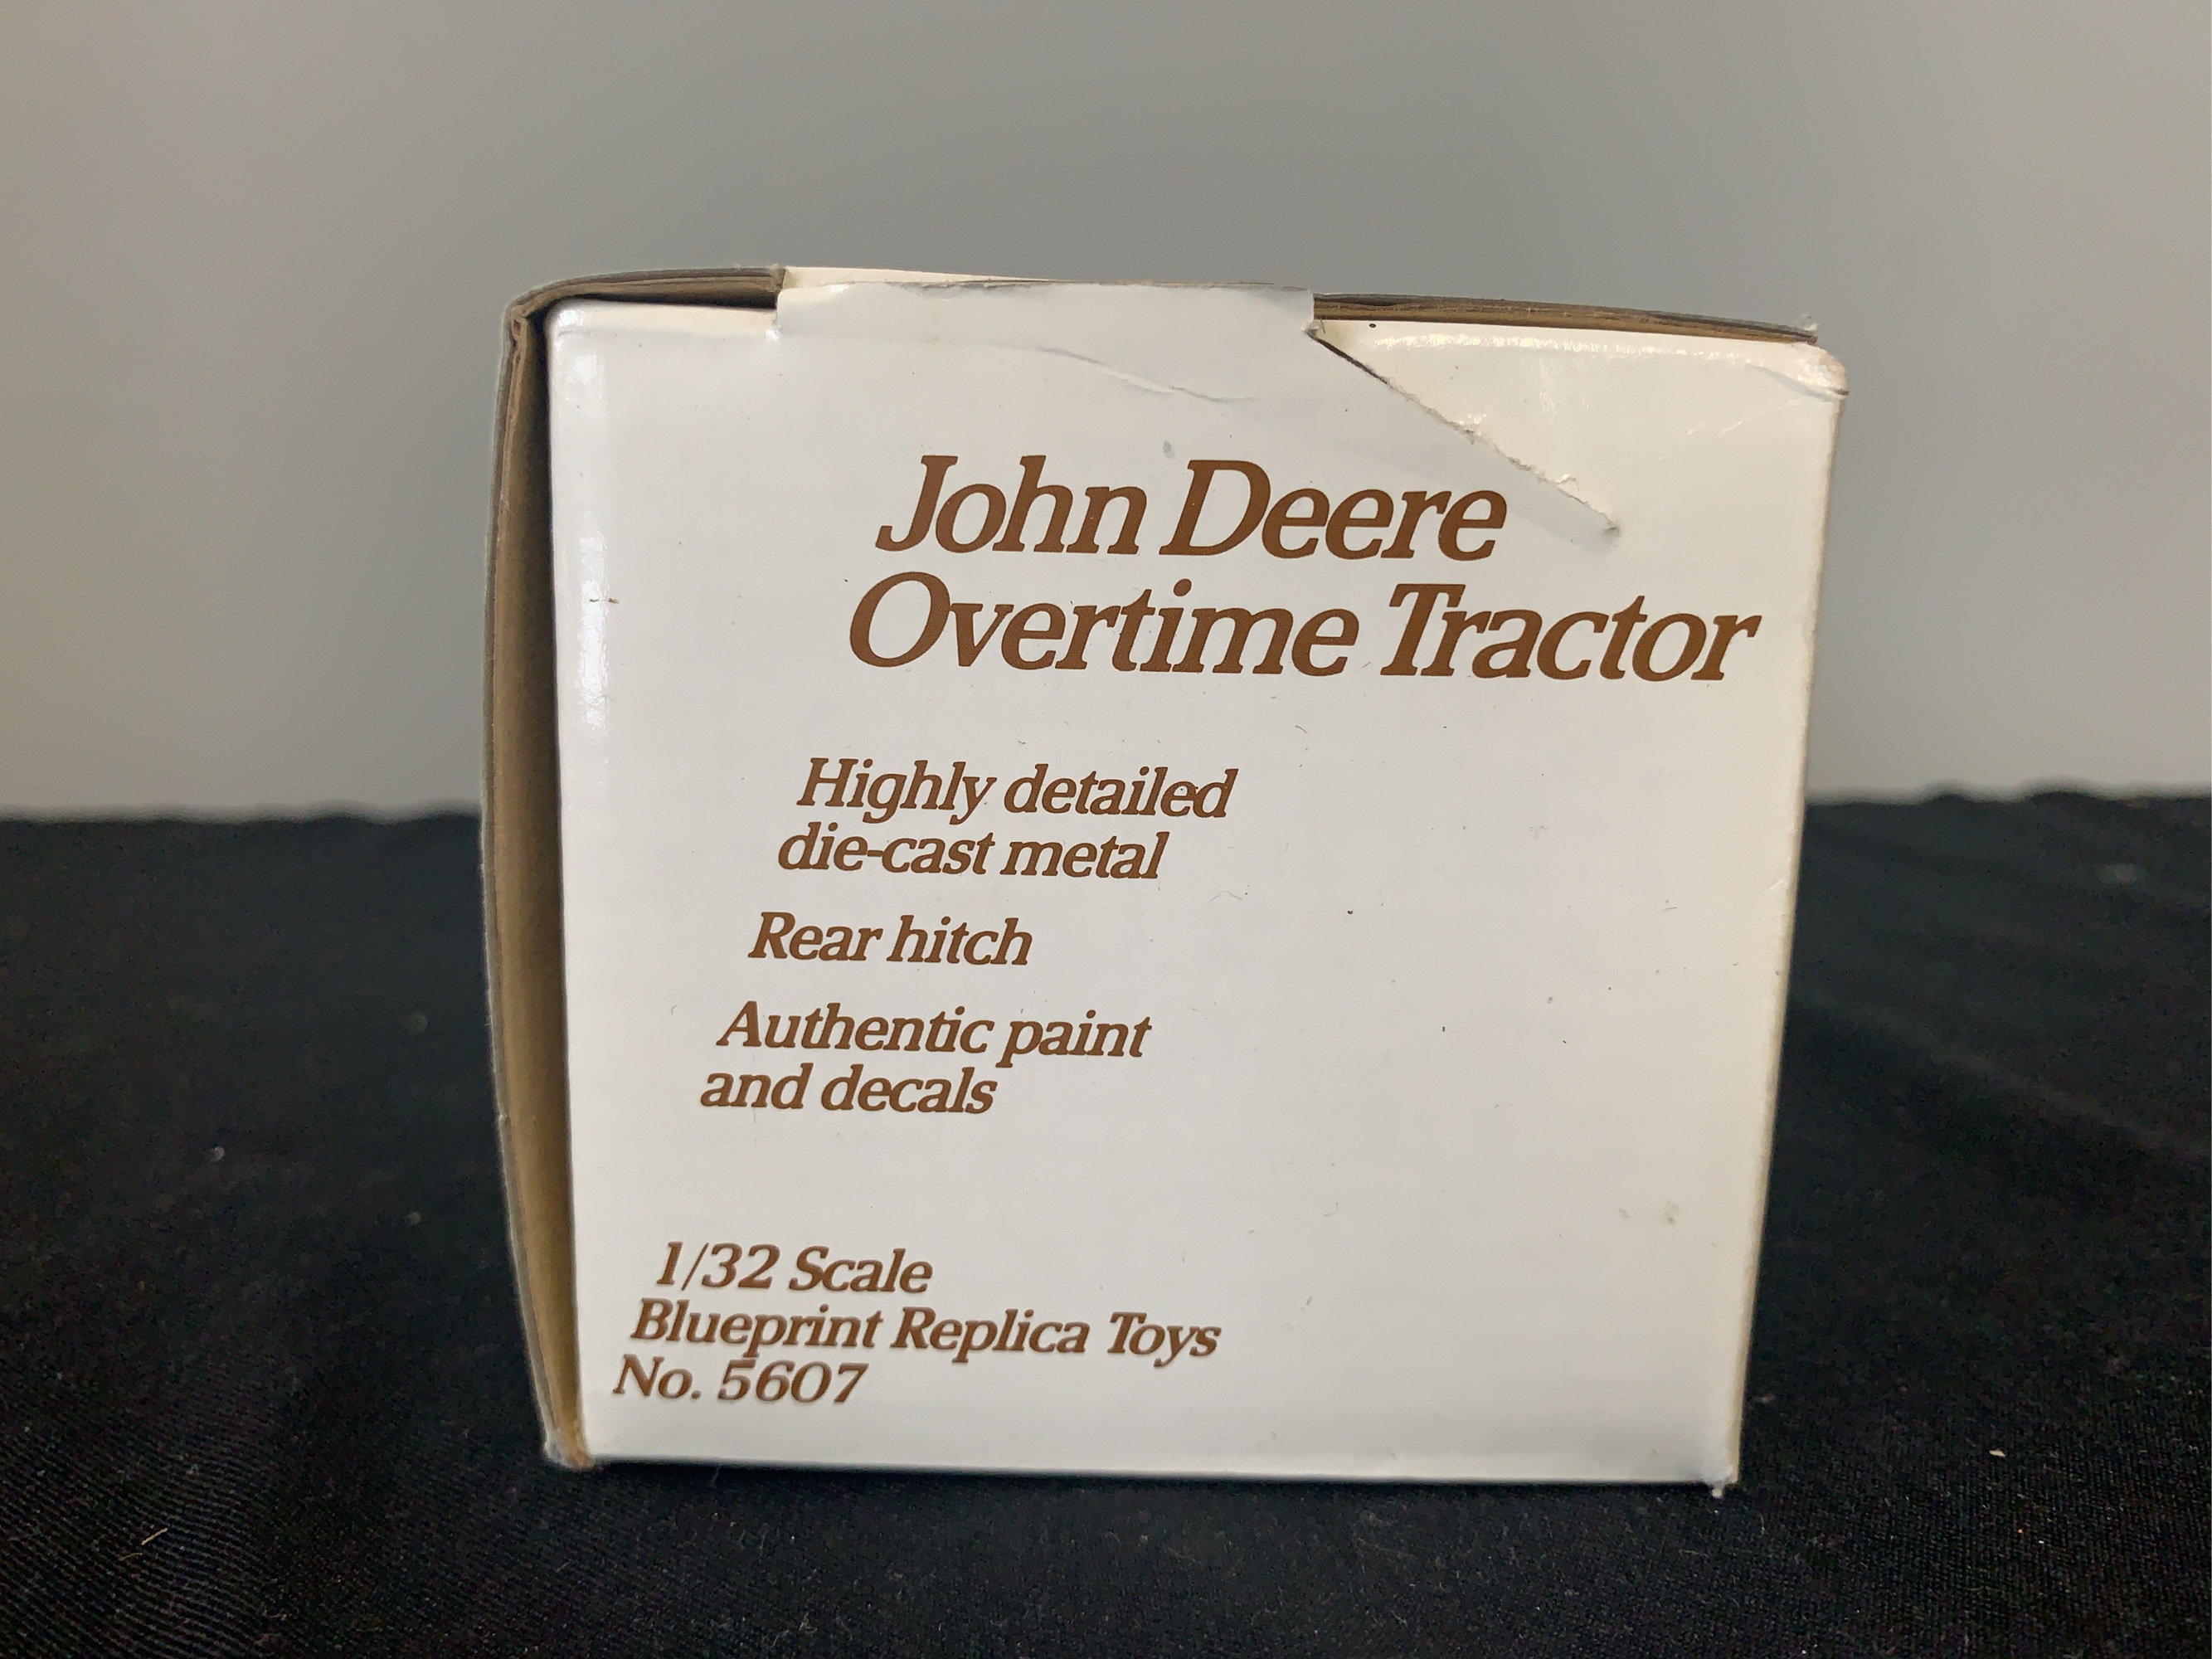 John Deere
Overtime Tractor
Highly detailed
die-cast metal
Rear hitch
Authentic paint
and decals
1/32 Scale
Blueprint Replica Toys
No. 5607